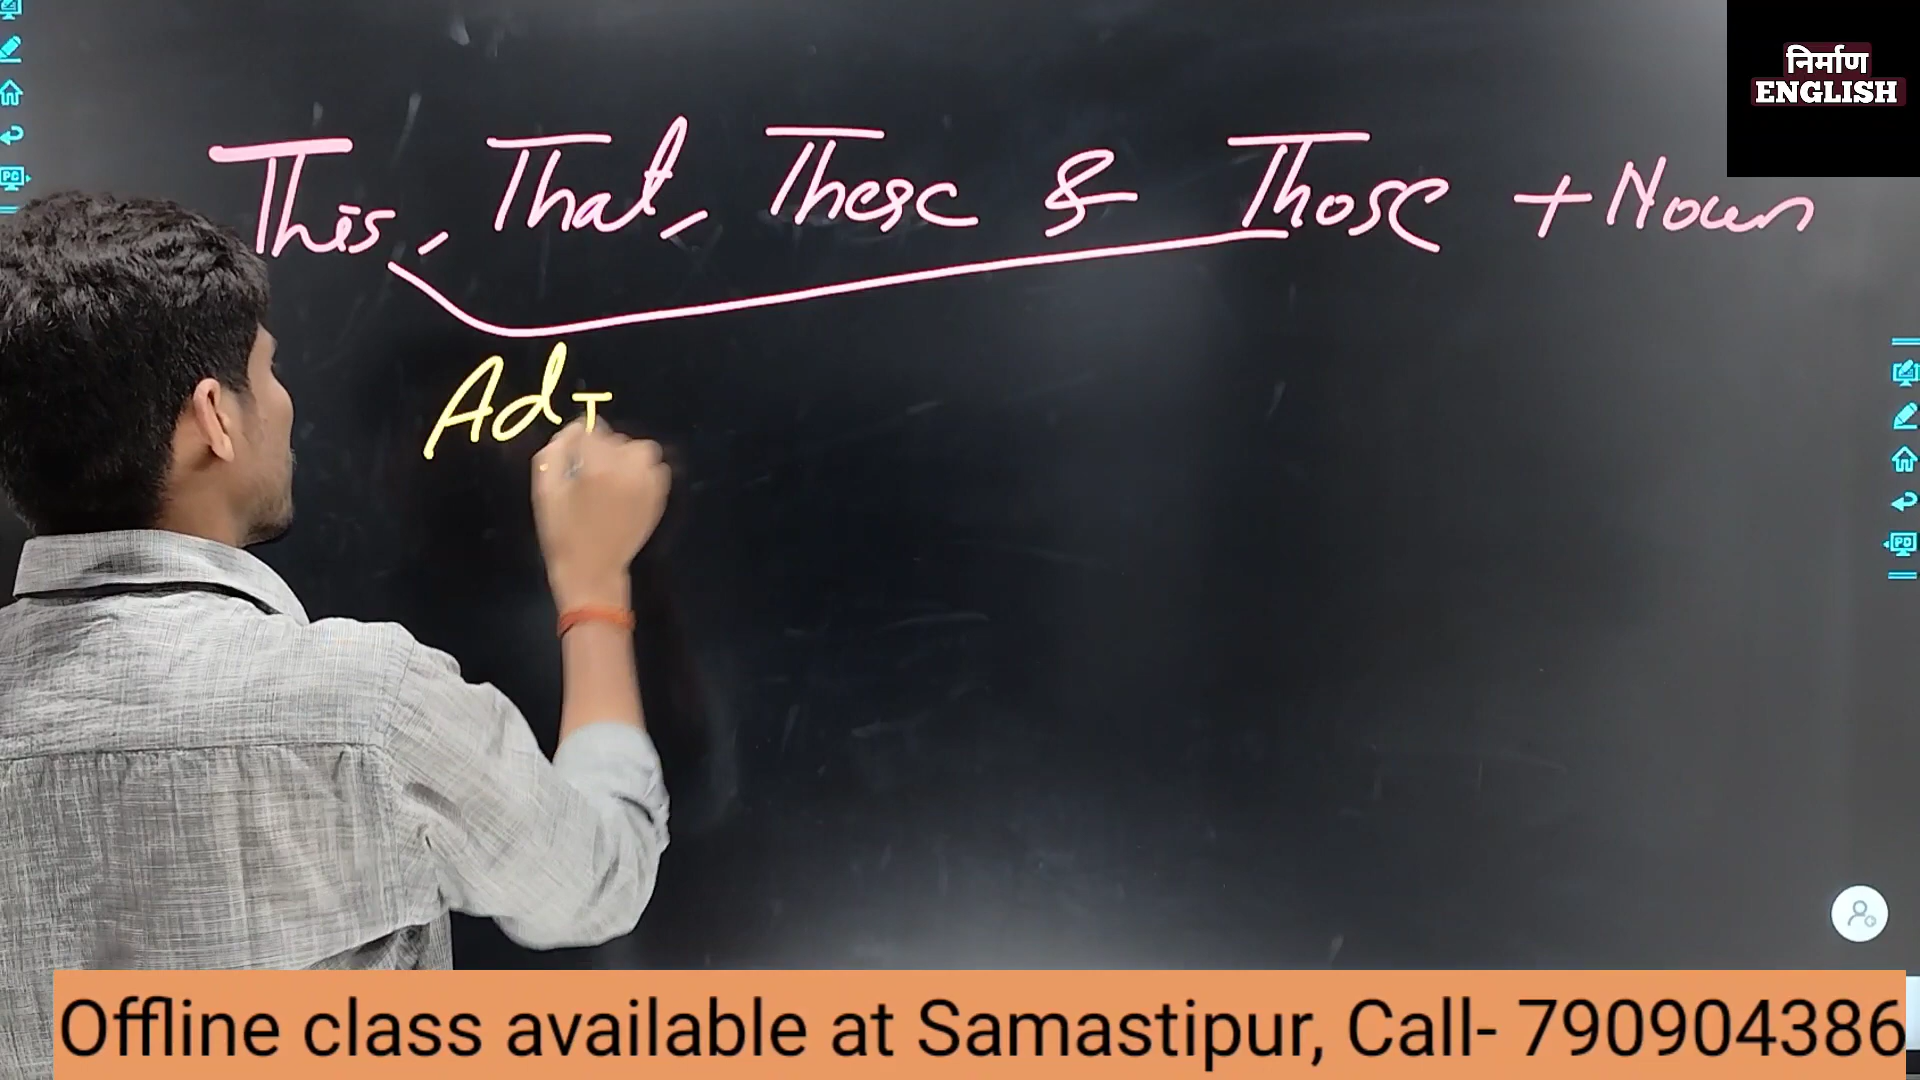 निर्माण
ENGLISH
This, That, These & Those + Noun
Adj
Offline class available at Samastipur, Call- 790904386